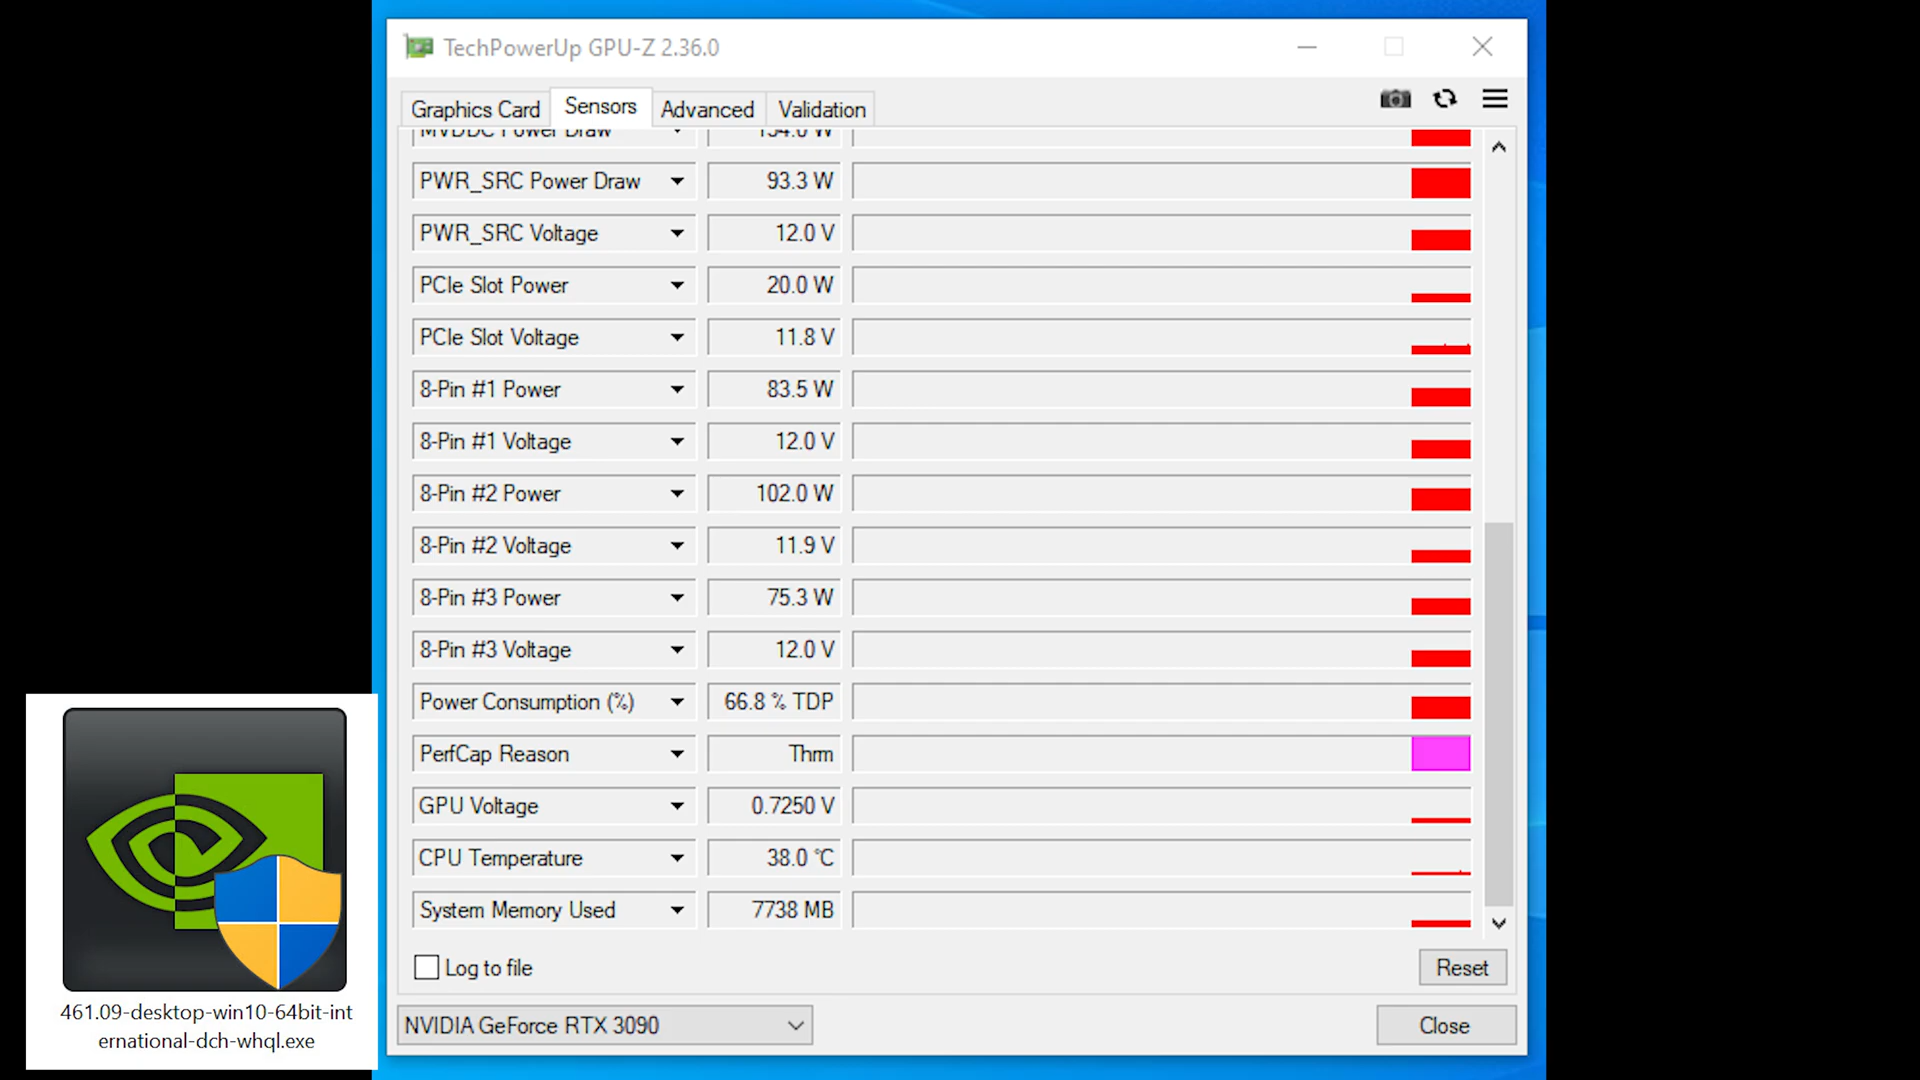 TechPowerUp GPU-Z 2.36.0
Graphics Card Sensors Advanced Validation
MVDDC Power Draw 134.0 W
PWR_SRC Power Draw 93.3 W
PWR_SRC Voltage 12.0 V
PCIe Slot Power 20.0 W
PCIe Slot Voltage 11.8 V
8-Pin #1 Power 83.5 W
8-Pin #1 Voltage 12.0 V
8-Pin #2 Power 102.0 W
8-Pin #2 Voltage 11.9 V
8-Pin #3 Power 75.3 W
8-Pin #3 Voltage 12.0 V
Power Consumption (%) 66.8 % TDP
PerfCap Reason Thrm
GPU Voltage 0.7250 V
CPU Temperature 38.0 °C
System Memory Used 7738 MB
Log to file Reset
NVIDIA GeForce RTX 3090 Close
461.09-desktop-win10-64bit-int
ernational-dch-whql.exe